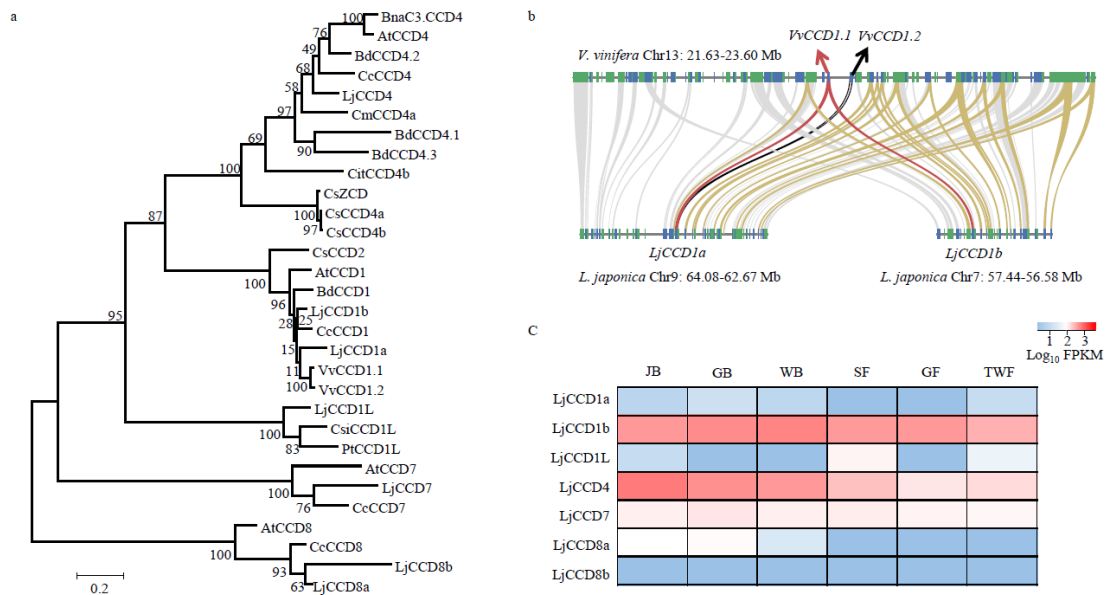 a
BnaC3.CCD4
AtCCD4
BdCCD4.2
CcCCD4
LjCCD4
CmCCD4a
BdCCD4.1
BdCCD4.3
CitCCD4b
CsZCD
CsCCD4a
CsCCD4b
CsCCD2
AtCCD1
BdCCD1
LjCCD1b
CcCCD1
LjCCD1a
VvCCD1.1
VvCCD1.2
LjCCD1L
CsiCCD1L
PtCCD1L
AtCCD7
LjCCD7
CcCCD7
AtCCD8
CcCCD8
LjCCD8b
LjCCD8a
100
76
49
68
58
97
90
69
100
100
97
87
100
96
28
25
15
11
100
95
100
83
100
76
100
93
63
0.2
b
VvCCD1.1
VvCCD1.2
V. vinifera Chr13: 21.63-23.60 Mb
LjCCD1a
LjCCD1b
L. japonica Chr9: 64.08-62.67 Mb
L. japonica Chr7: 57.44-56.58 Mb
C
1 2 3
Log10 FPKM
JB GB WB SF GF TWF
LjCCD1a
LjCCD1b
LjCCD1L
LjCCD4
LjCCD7
LjCCD8a
LjCCD8b